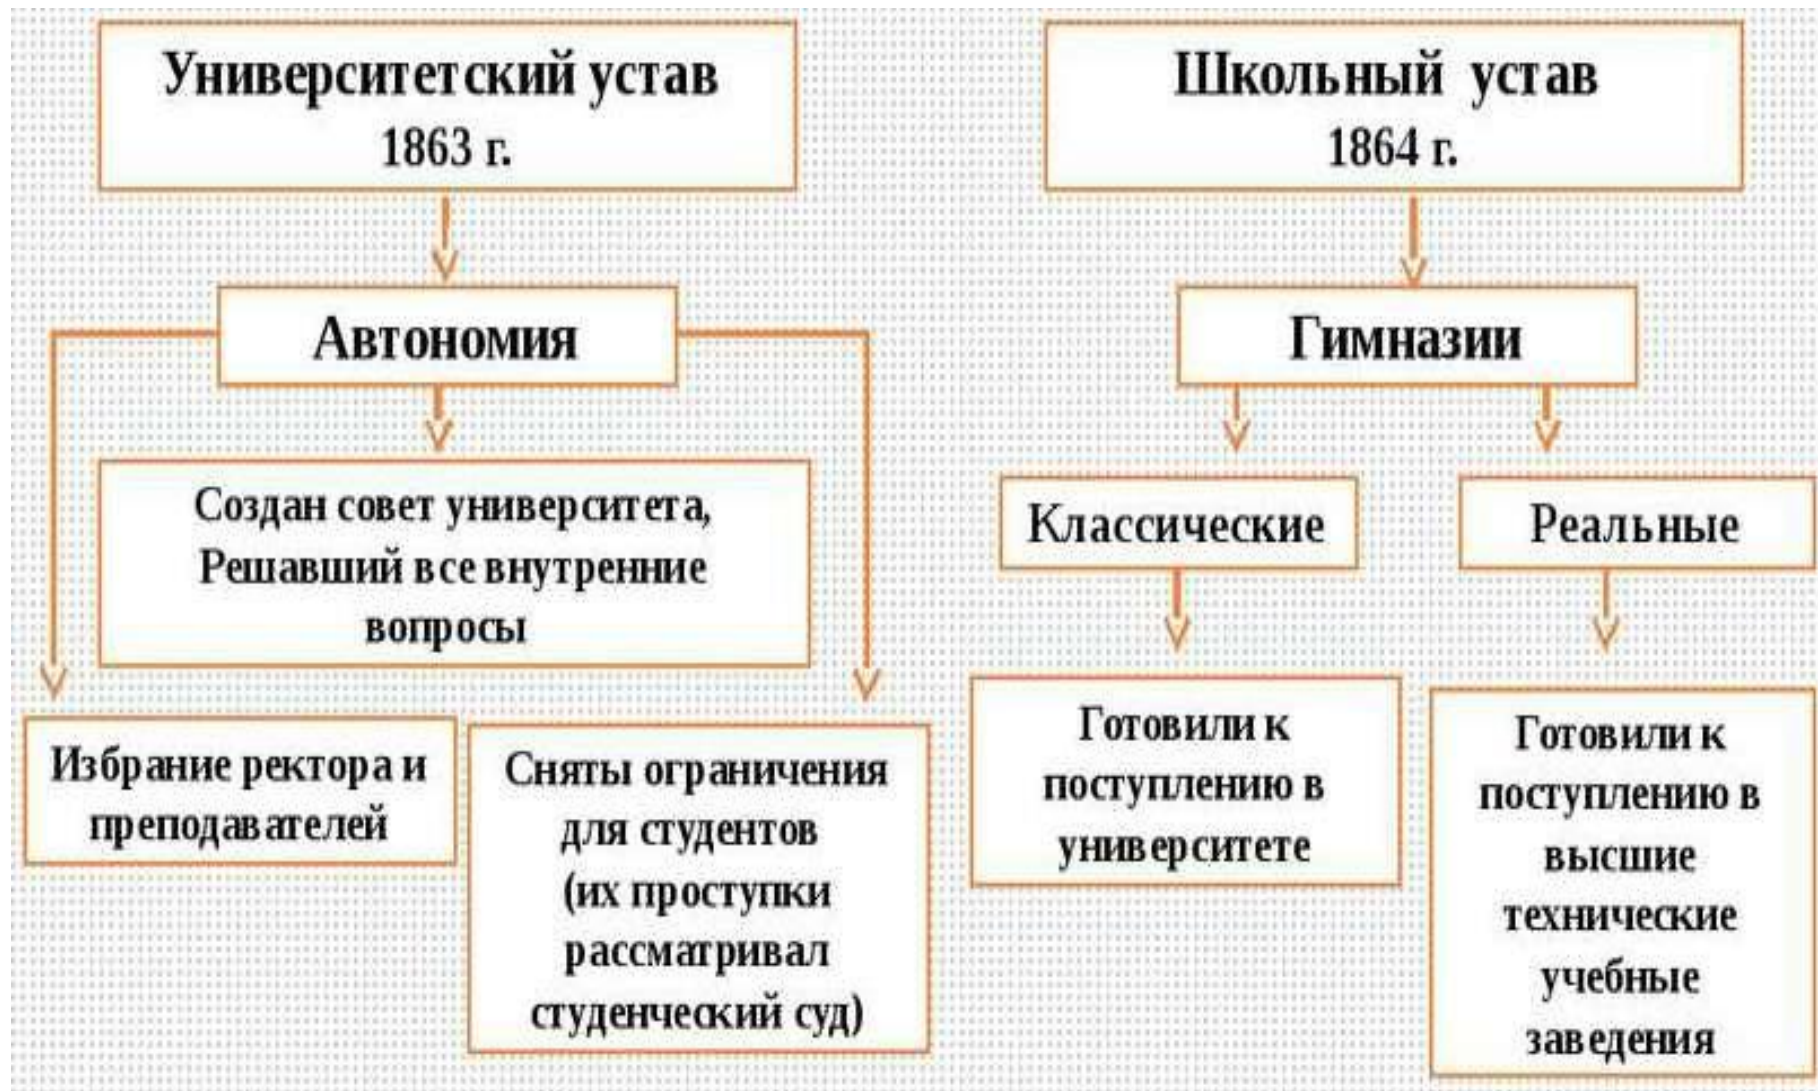 Университетский устав
1863 г.
Автономия
Создан совет университета,
Решавший все внутренние
вопросы
Избрание ректора и
преподавателей
Сняты ограничения
для студентов
(их проступки
рассматривал
студенческий суд)
Школьный устав
1864 г.
Гимназии
Классические
Реальные
Готовили к
поступлению в
университете
Готовили к
поступлению в
высшие
технические
учебные
заведения